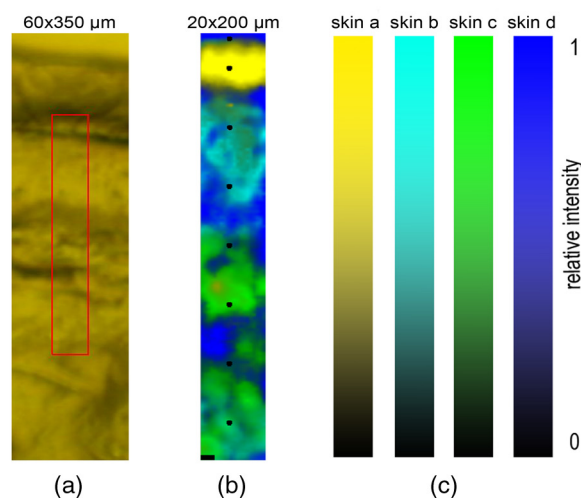 60x350 µm
20x200 µm
skin a skin b skin c skin d
1
relative intensity
0
(a)
(b)
(c)